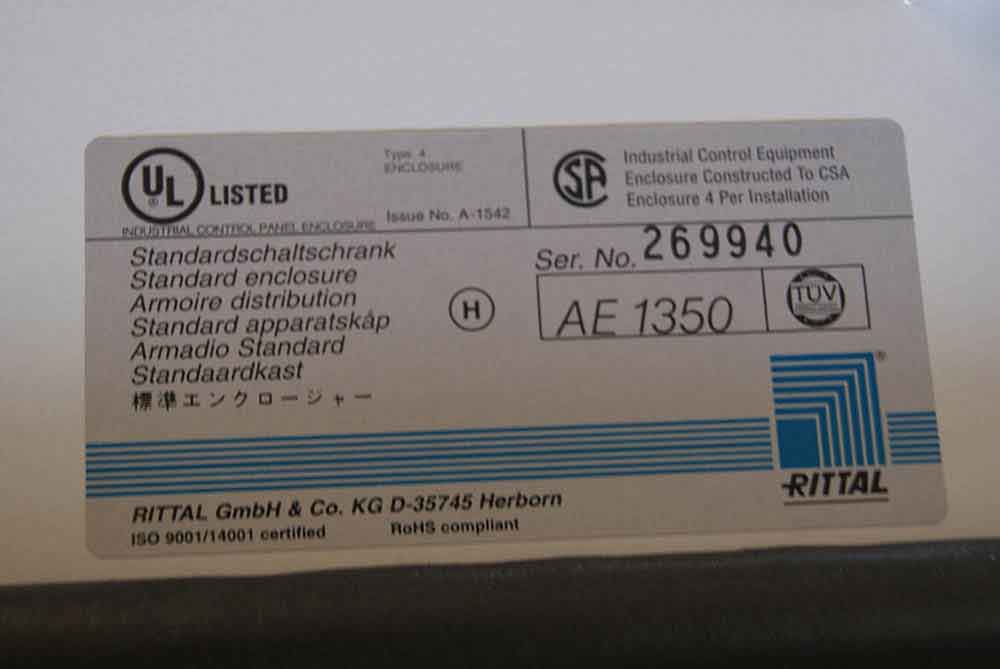 UL LISTED
®
Type 4
ENCLOSURE
INDUSTRIAL CONTROL PANEL ENCLOSURE
Issue No. A-1542
SA
Industrial Control Equipment
Enclosure Constructed To CSA
Enclosure 4 Per Installation
Standardschaltschrank
Standard enclosure
Armoire distribution
Standard apparatskåp
Armadio Standard
Standaardkast
標準エンクロージャー
H
Ser. No. 269940
AE 1350
TÜV
®
RITTAL
RITTAL GmbH & Co. KG D-35745 Herborn
ISO 9001/14001 certified
RoHS compliant